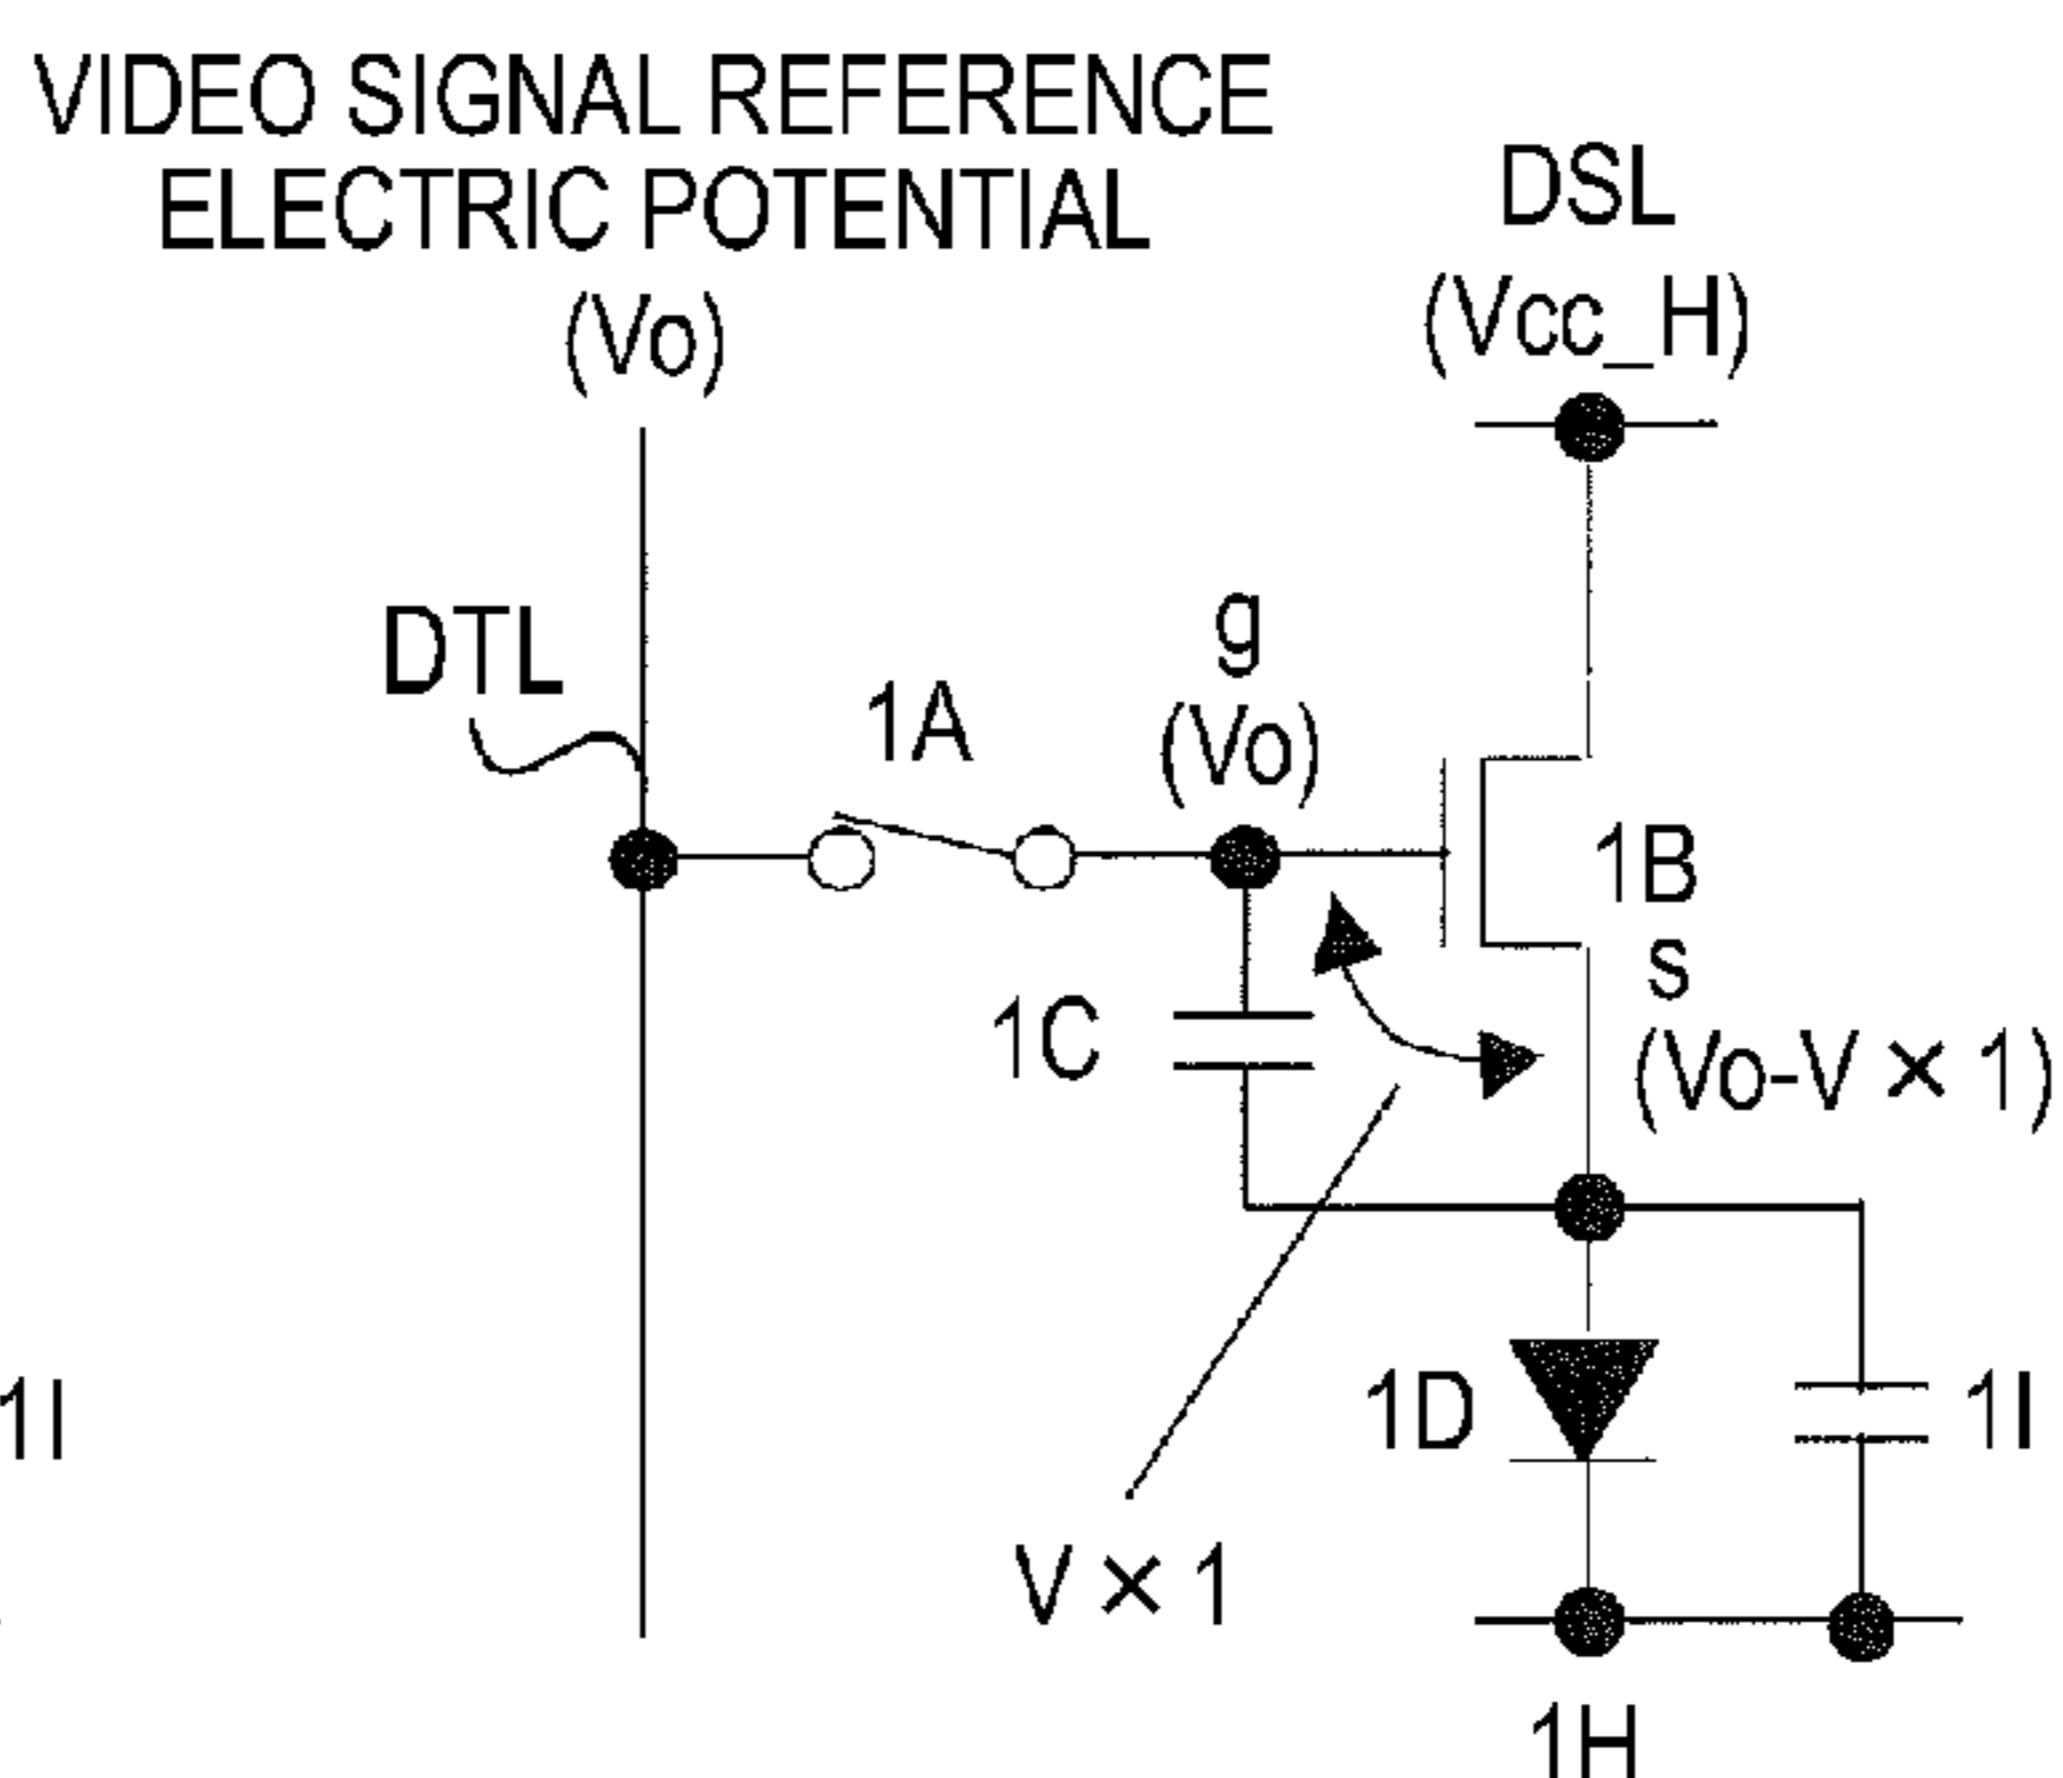 VIDEO SIGNAL REFERENCE
ELECTRIC POTENTIAL
(Vo)
DSL
(Vcc_H)
DTL
1A
g
(Vo)
1B
s
(Vo-V×1)
1C
1D
1I
1I
V×1
1H